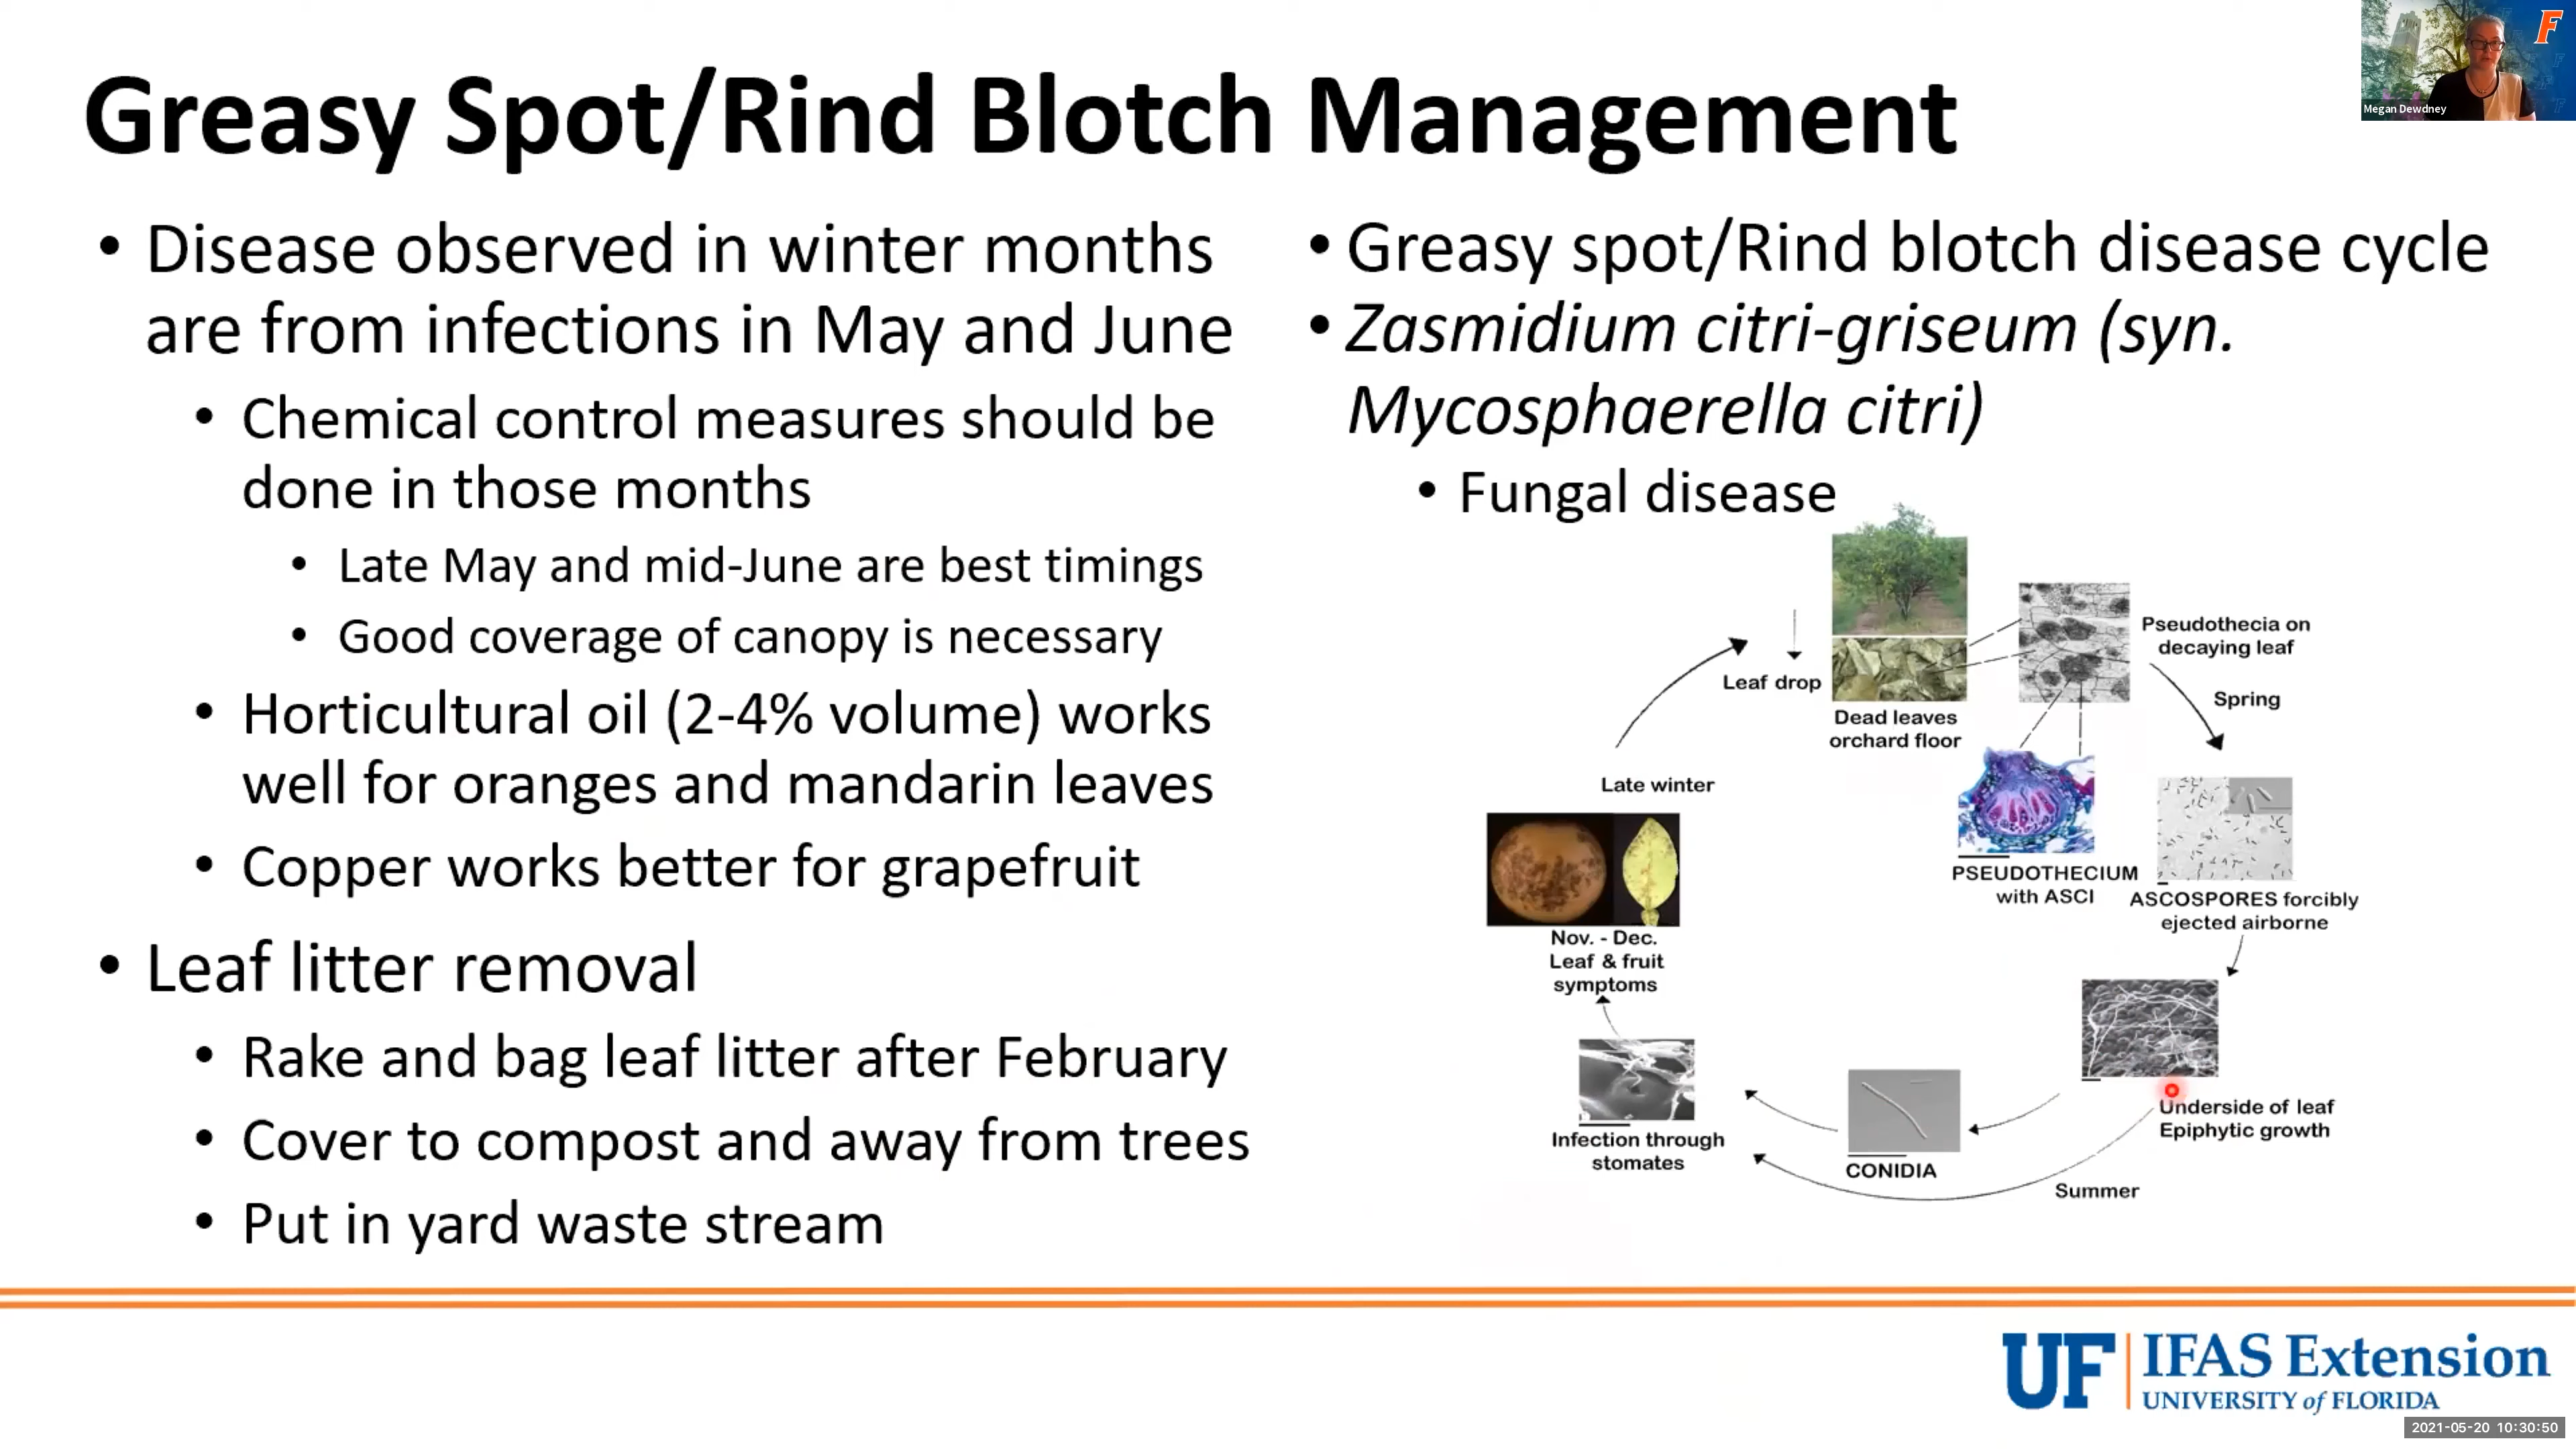 Greasy Spot/Rind Blotch Management
• Disease observed in winter months
are from infections in May and June
• Chemical control measures should be
done in those months
• Late May and mid-June are best timings
• Good coverage of canopy is necessary
• Horticultural oil (2-4% volume) works
well for oranges and mandarin leaves
• Copper works better for grapefruit
• Leaf litter removal
• Rake and bag leaf litter after February
• Cover to compost and away from trees
• Put in yard waste stream
• Greasy spot/Rind blotch disease cycle
• Zasmidium citri-griseum (syn.
Mycosphaerella citri)
• Fungal disease
Leaf drop
Dead leaves
orchard floor
Pseudothecia on
decaying leaf
Spring
PSEUDOTHECIUM
with ASCI
ASCOSPORES forcibly
ejected airborne
Underside of leaf
Epiphytic growth
Summer
CONIDIA
Infection through
stomates
Nov. - Dec.
Leaf & fruit
symptoms
Late winter
Megan Dewdney
F
UF IFAS Extension
UNIVERSITY of FLORIDA
2021-05-20 10:30:50